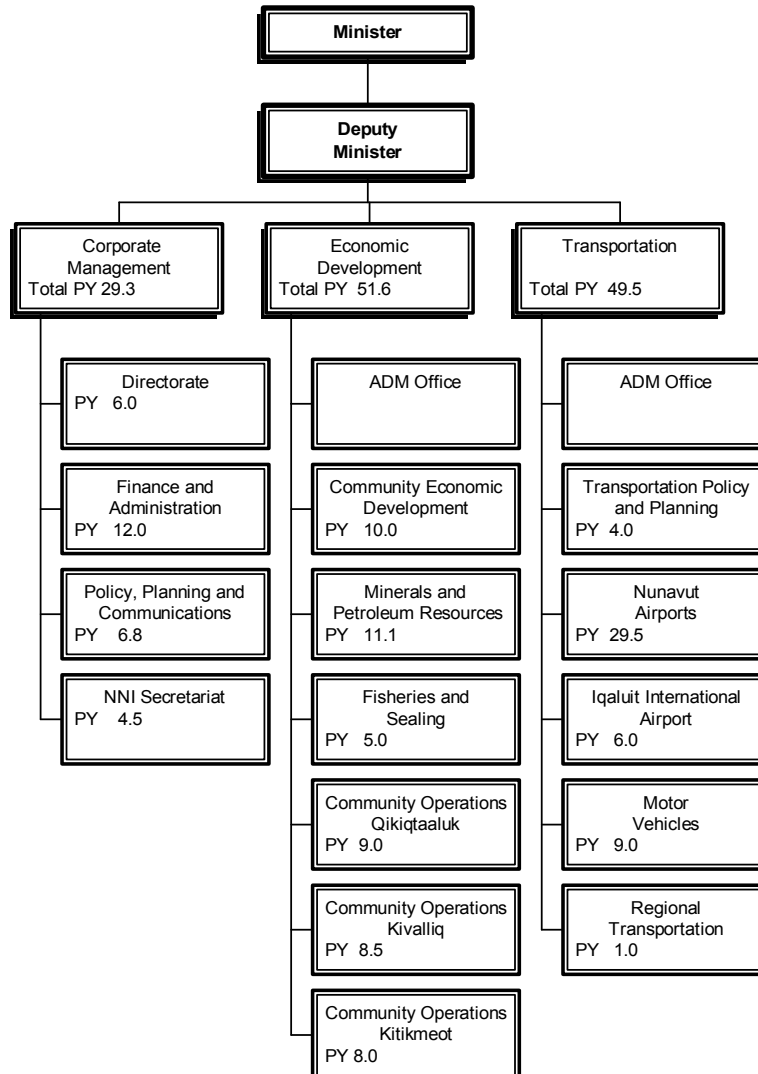 Minister
Deputy
Minister
Corporate
Management
Total PY 29.3
Economic
Development
Total PY 51.6
Transportation
Total PY 49.5
Directorate
PY 6.0
Finance and
Administration
PY 12.0
Policy, Planning and
Communications
PY 6.8
NNI Secretariat
PY 4.5
ADM Office
Community Economic
Development
PY 10.0
Minerals and
Petroleum Resources
PY 11.1
Fisheries and
Sealing
PY 5.0
Community Operations
Qikiqtaaluk
PY 9.0
Community Operations
Kivalliq
PY 8.5
Community Operations
Kitikmeot
PY 8.0
ADM Office
Transportation Policy
and Planning
PY 4.0
Nunavut
Airports
PY 29.5
Iqaluit International
Airport
PY 6.0
Motor
Vehicles
PY 9.0
Regional
Transportation
PY 1.0